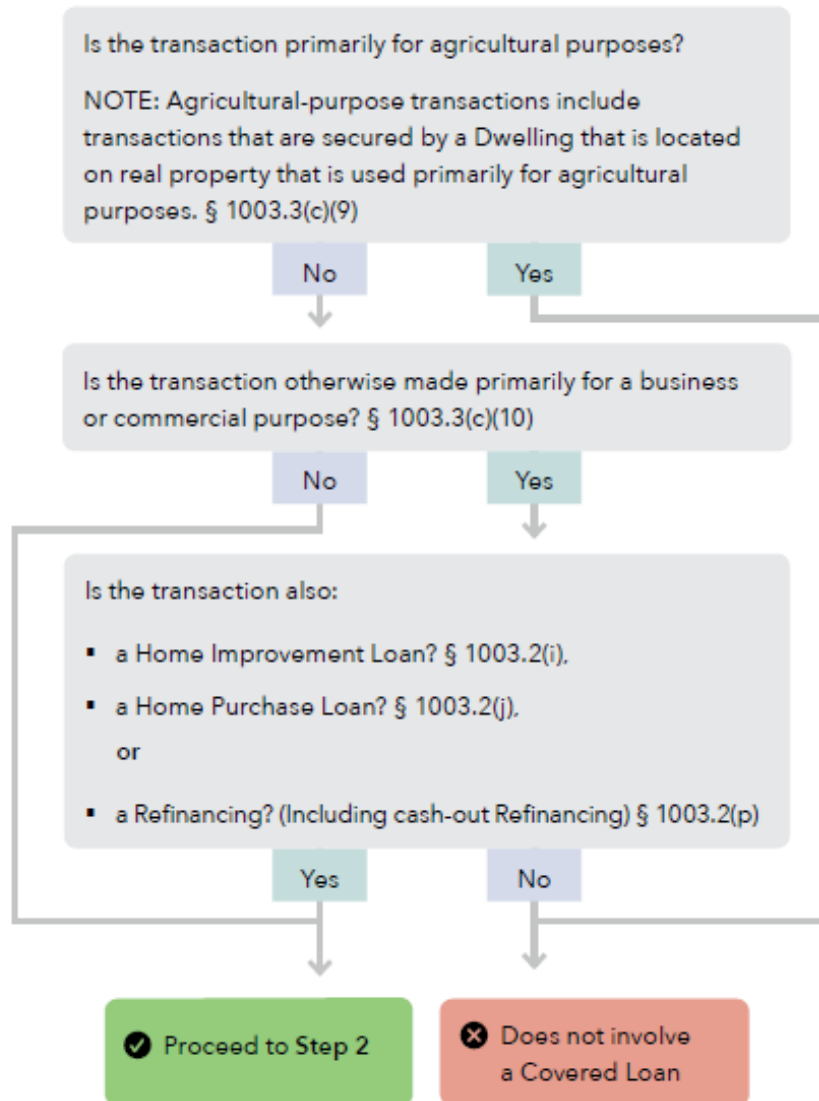 Is the transaction primarily for agricultural purposes?
NOTE: Agricultural-purpose transactions include
transactions that are secured by a Dwelling that is located
on real property that is used primarily for agricultural
purposes. § 1003.3(c)(9)
No
Yes
Is the transaction otherwise made primarily for a business
or commercial purpose? § 1003.3(c)(10)
No
Yes
Is the transaction also:
▪ a Home Improvement Loan? § 1003.2(i),
▪ a Home Purchase Loan? § 1003.2(j),
or
▪ a Refinancing? (Including cash-out Refinancing) § 1003.2(p)
Yes
No
Proceed to Step 2
Does not involve
a Covered Loan